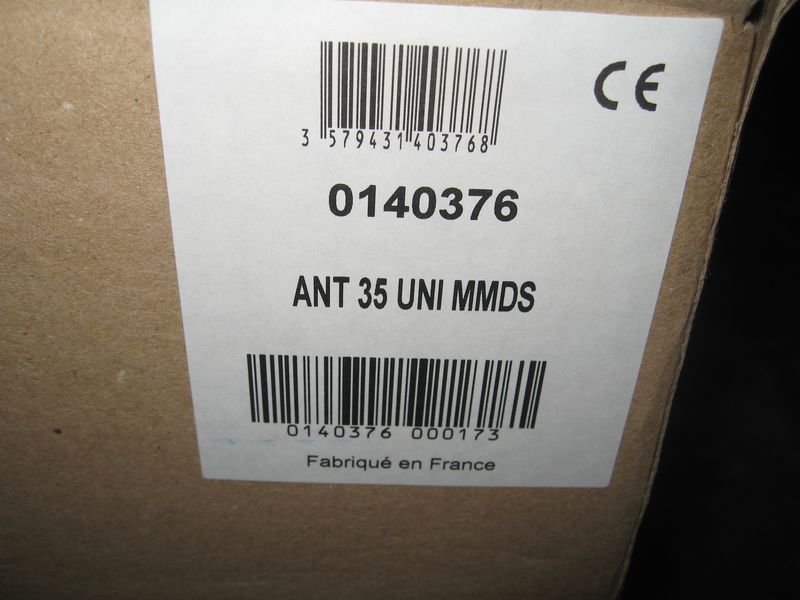 CE
3 579431 403768
0140376
ANT 35 UNI MMDS
0140376 000173
Fabriqué en France